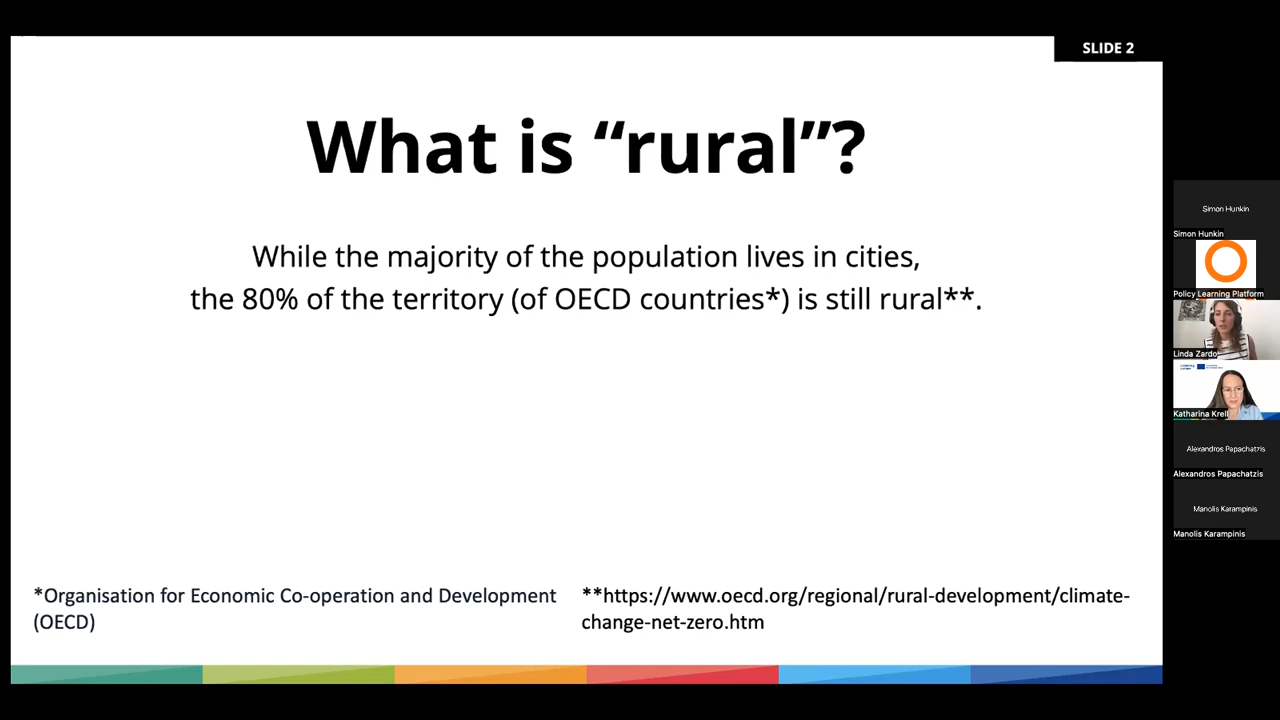 SLIDE 2
What is “rural”?
While the majority of the population lives in cities,
the 80% of the territory (of OECD countries*) is still rural**.
*Organisation for Economic Co-operation and Development
(OECD)
**https://www.oecd.org/regional/rural-development/climate-
change-net-zero.htm
Simon Hunkin
Simon Hunkin
Policy Learning Platform
Linda Zardo
Katharina Krell
Alexandros Papachatzis
Alexandros Papachatzis
Manolis Karampinis
Manolis Karampinis